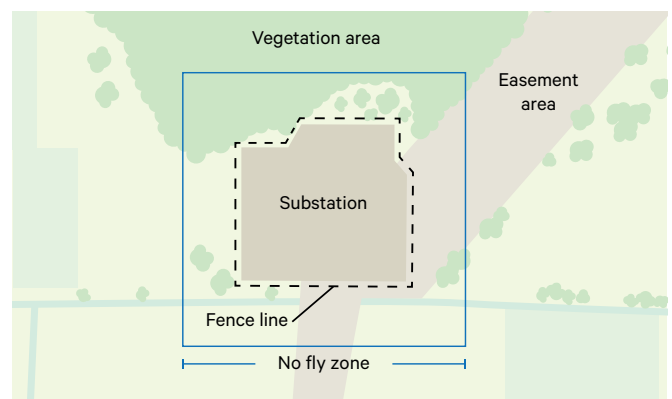 Vegetation area
Easement
area
Substation
Fence line
No fly zone